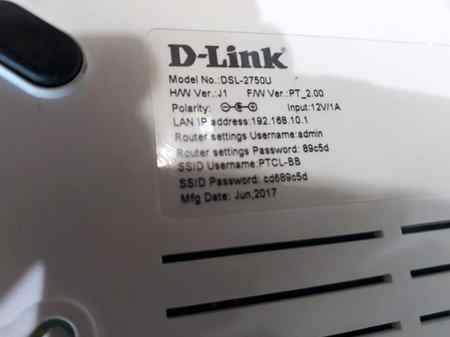 D-Link
Model No.:DSL-2750U
H/W Ver.:J1 F/W Ver.:PT_2.00
Polarity: Input:12V/1A
LAN IP address:192.168.10.1
Router settings Username:admin
Router settings Password: 89c5d
SSID Username:PTCL-BB
SSID Password: cd689c5d
Mfg Date: Jun,2017